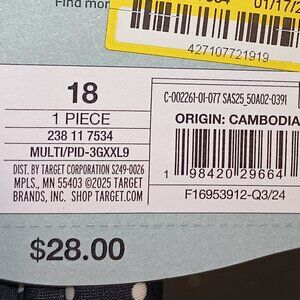 Find mor
01/17/2
427107721919
18
1 PIECE
238 11 7534
MULTI/PID-3GXXL9
DIST. BY TARGET CORPORATION S249-0026
MPLS., MN 55403 ©2025 TARGET
BRANDS, INC. SHOP TARGET.COM
C-002261-01-077 SAS25_50A02-0391
ORIGIN: CAMBODIA
1 98420 29664
F16953912-Q3/24
$28.00